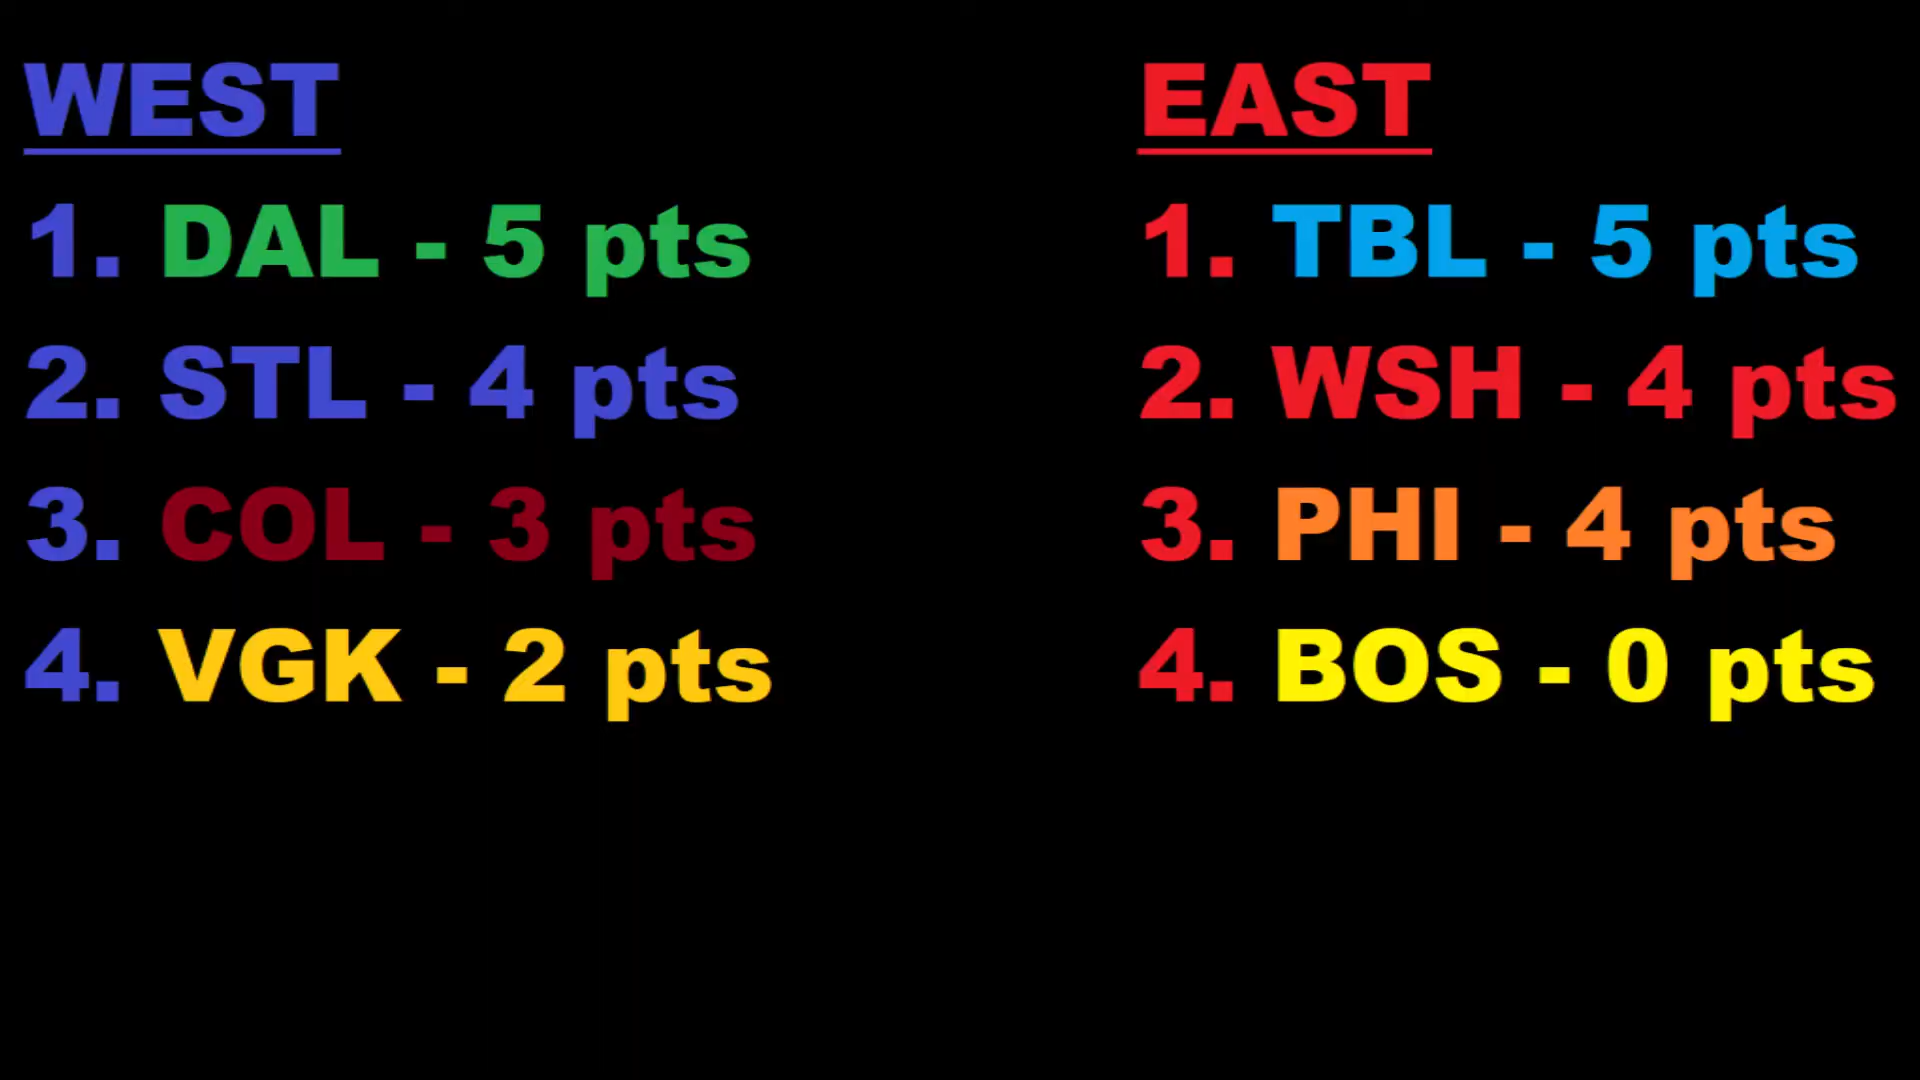 WEST
1. DAL - 5 pts
2. STL - 4 pts
3. COL - 3 pts
4. VGK - 2 pts
EAST
1. TBL - 5 pts
2. WSH - 4 pts
3. PHI - 4 pts
4. BOS - 0 pts